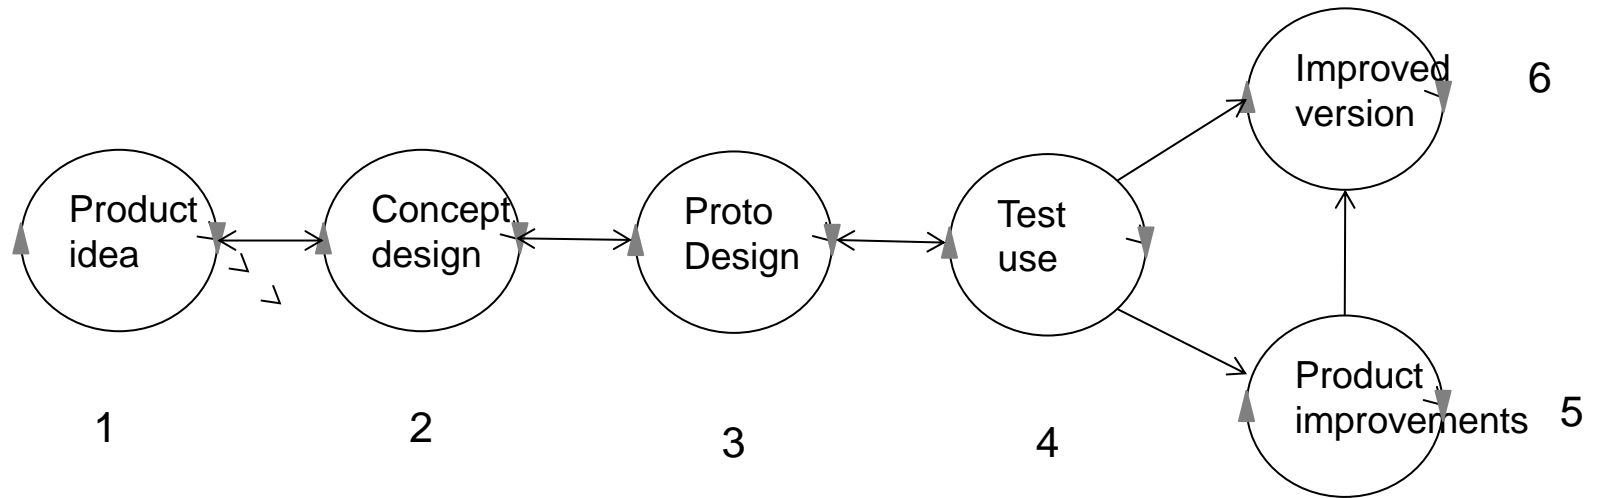 Product
idea
1
Concept
design
2
Proto
Design
3
Test
use
4
Improved
version
6
Product
improvements
5